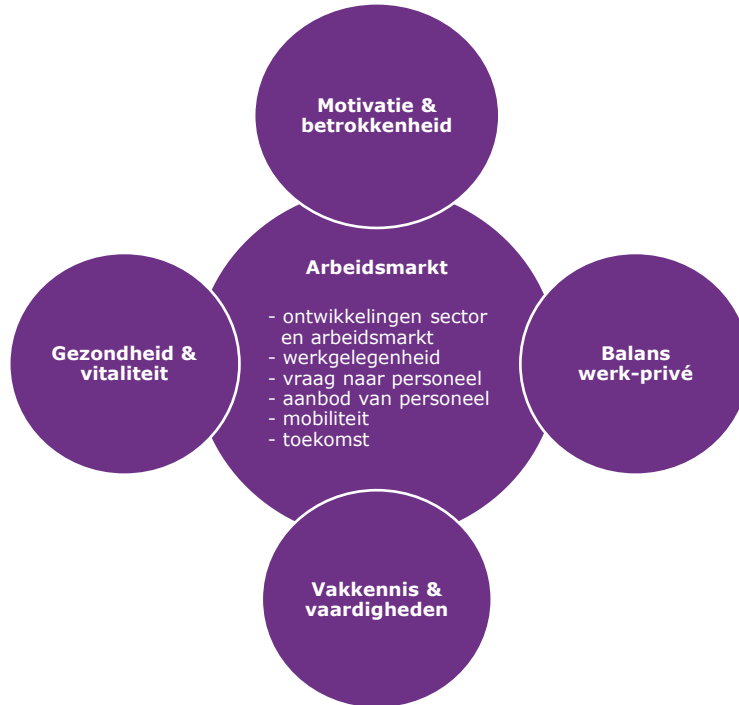 Motivatie &
betrokkenheid
Arbeidsmarkt
- ontwikkelingen sector
en arbeidsmarkt
- werkgelegenheid
- vraag naar personeel
- aanbod van personeel
- mobiliteit
- toekomst
Gezondheid &
vitaliteit
Balans
werk-privé
Vakkennis &
vaardigheden